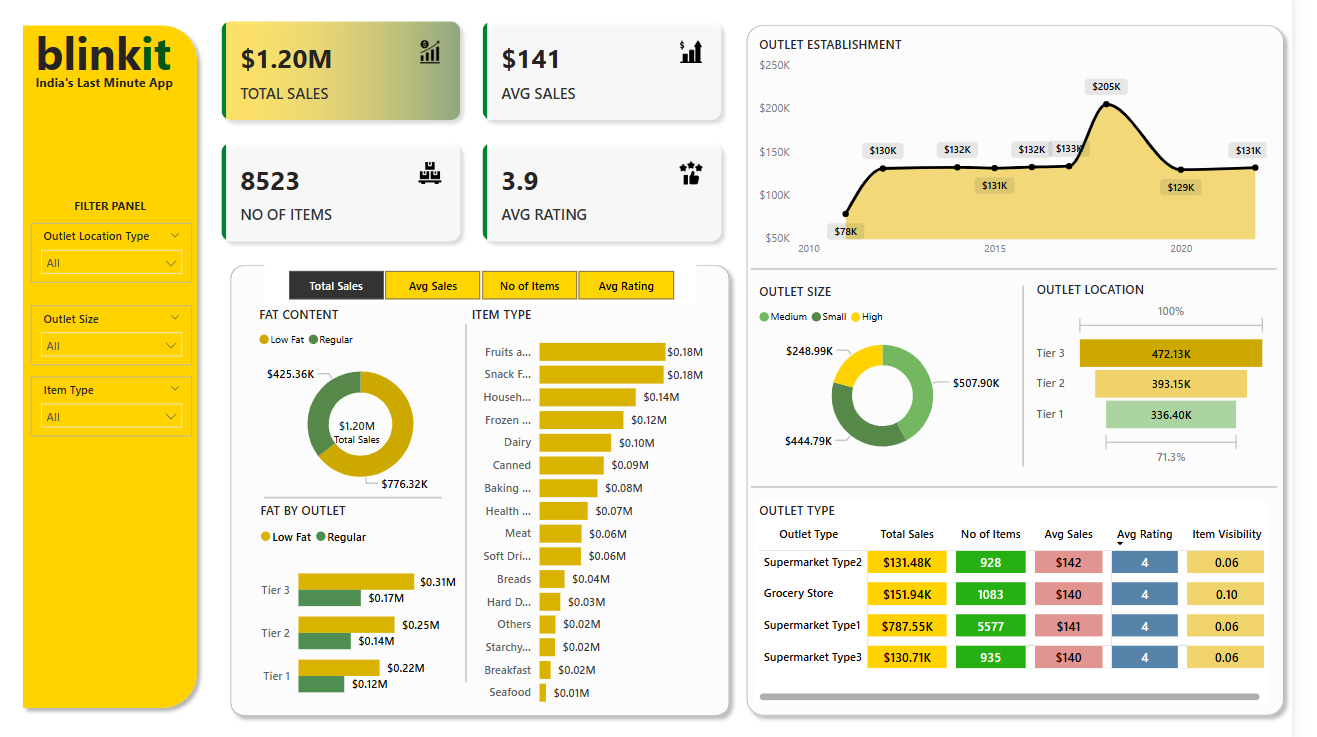 blinkit
India's Last Minute App
FILTER PANEL
Outlet Location Type
All
Outlet Size
All
Item Type
All
$1.20M
TOTAL SALES
$141
AVG SALES
8523
NO OF ITEMS
3.9
AVG RATING
Total Sales
Avg Sales
No of Items
Avg Rating
FAT CONTENT
Low Fat Regular
$425.36K
$1.20M
Total Sales
$776.32K
FAT BY OUTLET
Low Fat Regular
Tier 3 $0.31M
$0.17M
Tier 2 $0.25M
$0.14M
Tier 1 $0.22M
$0.12M
ITEM TYPE
Fruits a... $0.18M
Snack F... $0.18M
Househ... $0.14M
Frozen ... $0.12M
Dairy $0.10M
Canned $0.09M
Baking ... $0.08M
Health ... $0.07M
Meat $0.06M
Soft Dri... $0.06M
Breads $0.04M
Hard D... $0.03M
Others $0.02M
Starchy... $0.02M
Breakfast $0.02M
Seafood $0.01M
OUTLET ESTABLISHMENT
$250K
$200K
$150K
$100K
$50K
$78K
$130K
$132K
$131K
$132K
$133K
$205K
$129K
$131K
2010 2015 2020
OUTLET SIZE
Medium Small High
$248.99K
$507.90K
$444.79K
OUTLET LOCATION
100%
Tier 3 472.13K
Tier 2 393.15K
Tier 1 336.40K
71.3%
OUTLET TYPE
Outlet Type Total Sales No of Items Avg Sales Avg Rating Item Visibility
Supermarket Type2 $131.48K 928 $142 4 0.06
Grocery Store $151.94K 1083 $140 4 0.10
Supermarket Type1 $787.55K 5577 $141 4 0.06
Supermarket Type3 $130.71K 935 $140 4 0.06